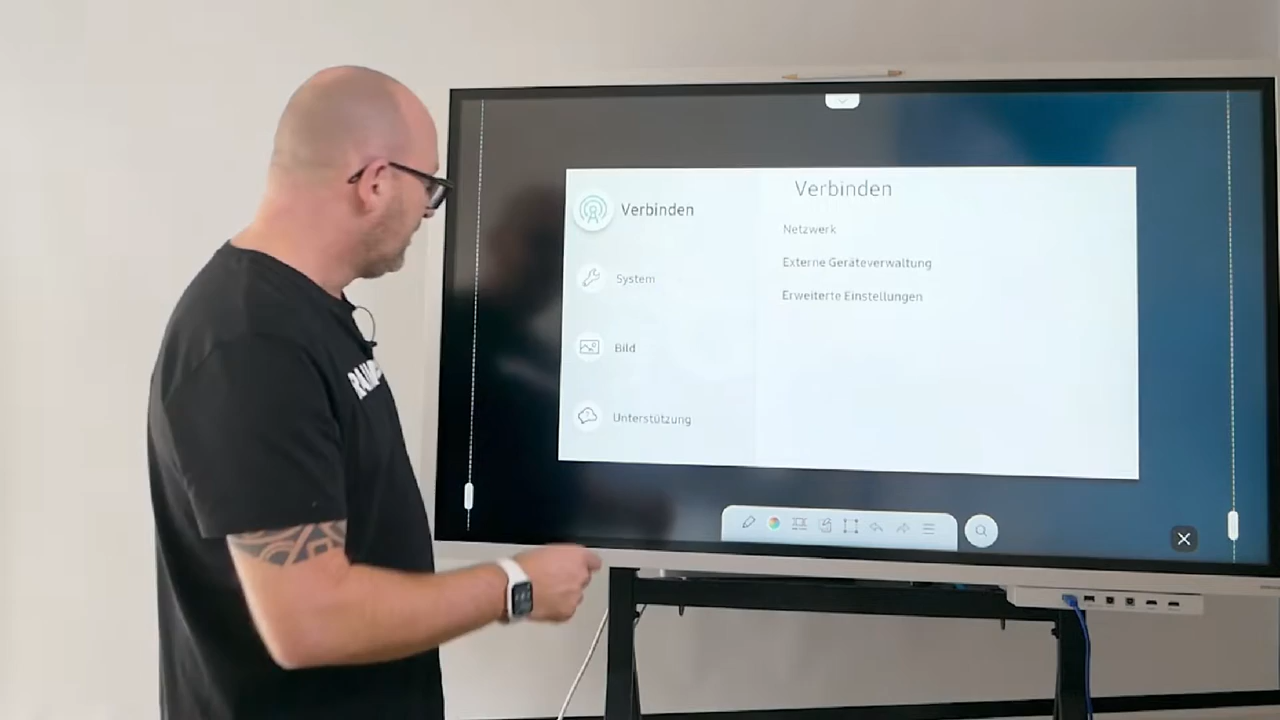 Verbinden
System
Bild
Unterstützung
Verbinden
Netzwerk
Externe Geräteverwaltung
Erweiterte Einstellungen